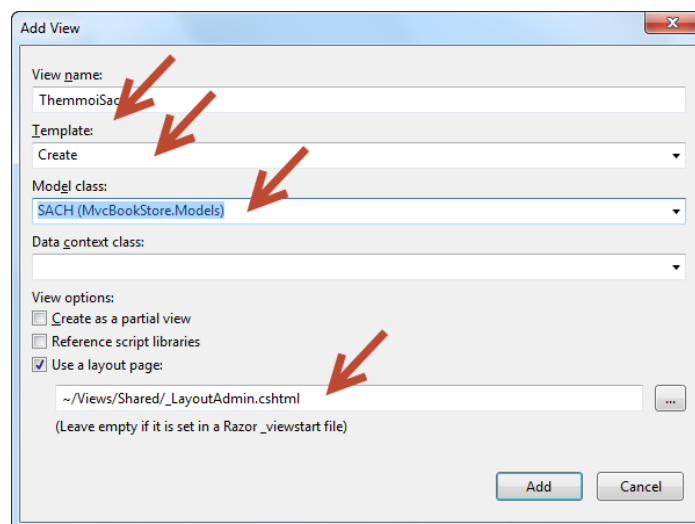 Add View
View name:
ThemmoiSac
Template:
Create
Model class:
SACH (MvcBookStore.Models)
Data context class:
View options:
Create as a partial view
Reference script libraries
Use a layout page:
~/Views/Shared/_LayoutAdmin.cshtml
...
(Leave empty if it is set in a Razor _viewstart file)
Add
Cancel